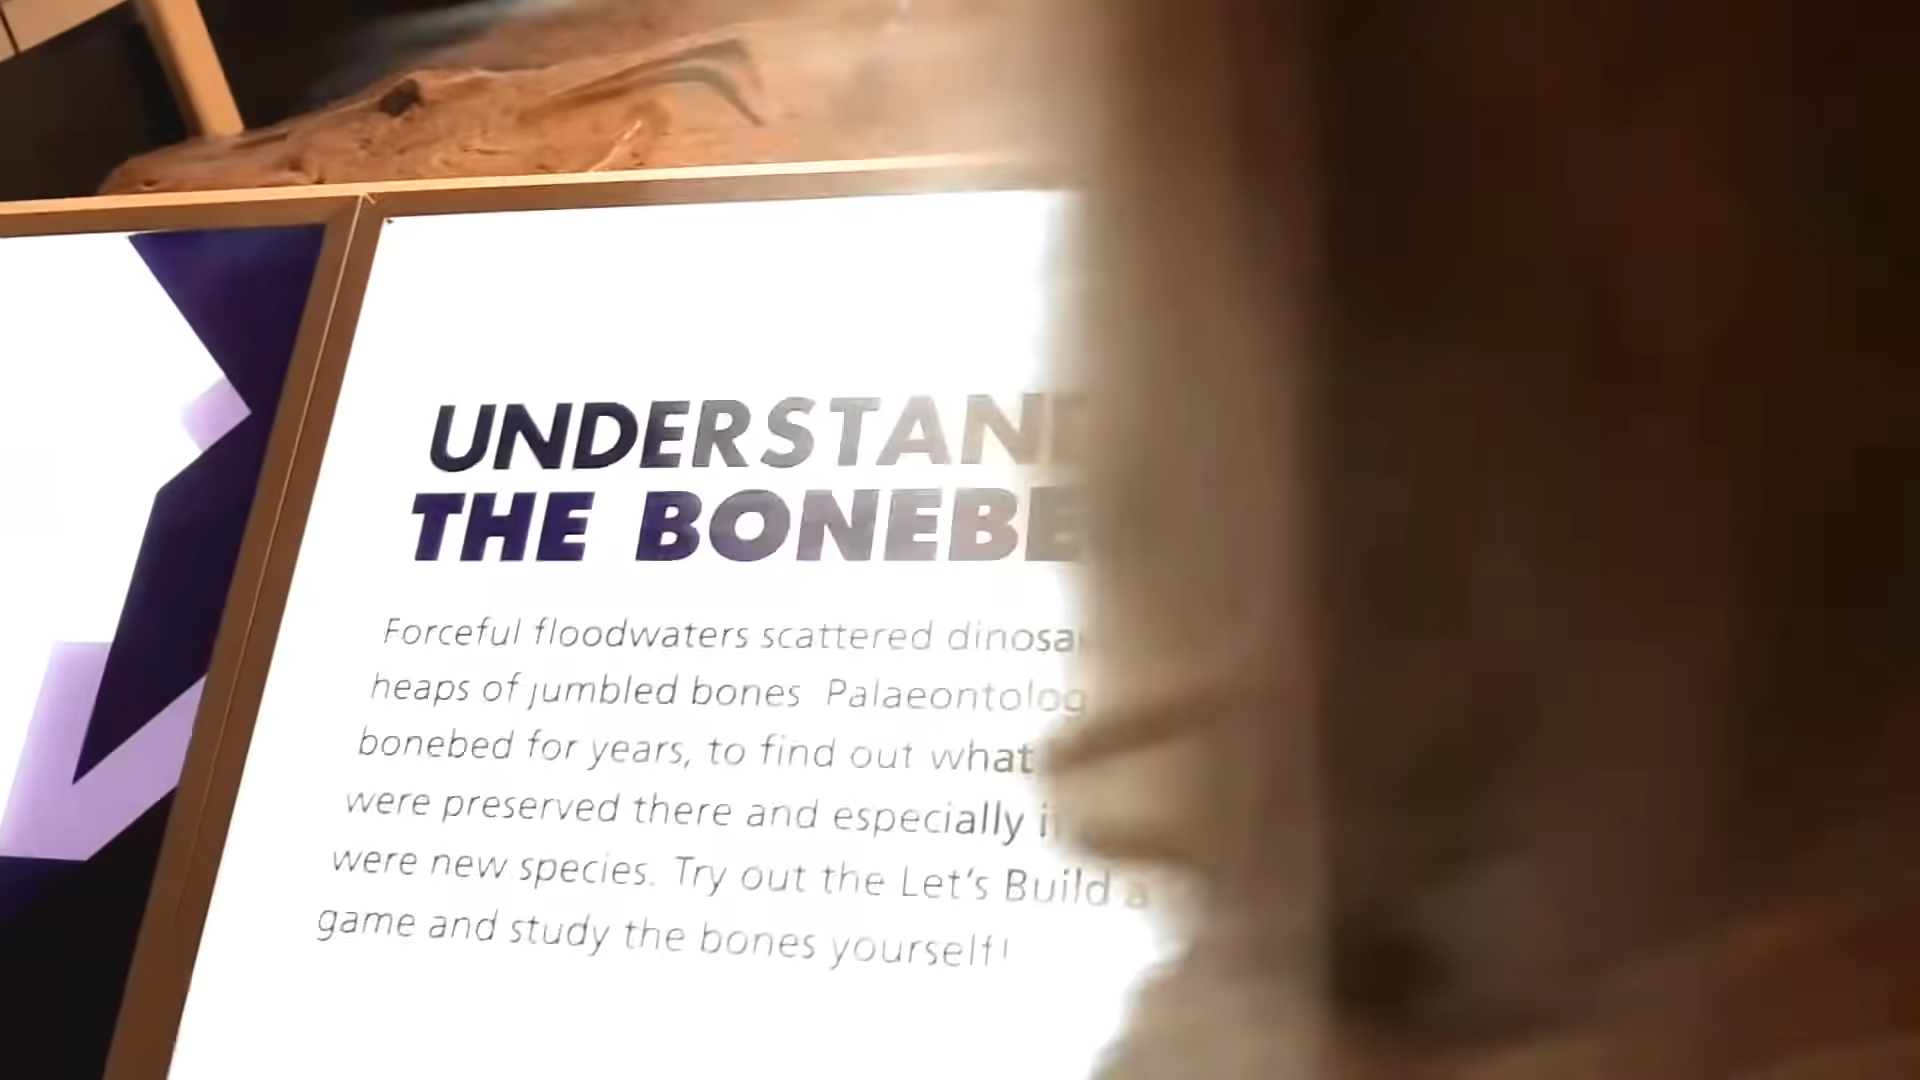 UNDERSTAN
THE BONEBE
Forceful floodwaters scattered dinosa
heaps of jumbled bones Palaeontolog
bonebed for years, to find out what
were preserved there and especially i
were new species. Try out the Let's Build a
game and study the bones yourself!